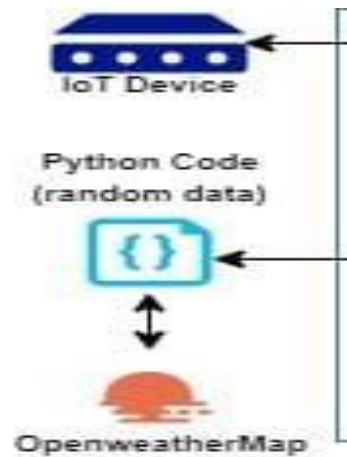 IoT Device
Python Code
(random data)
{}
OpenweatherMap